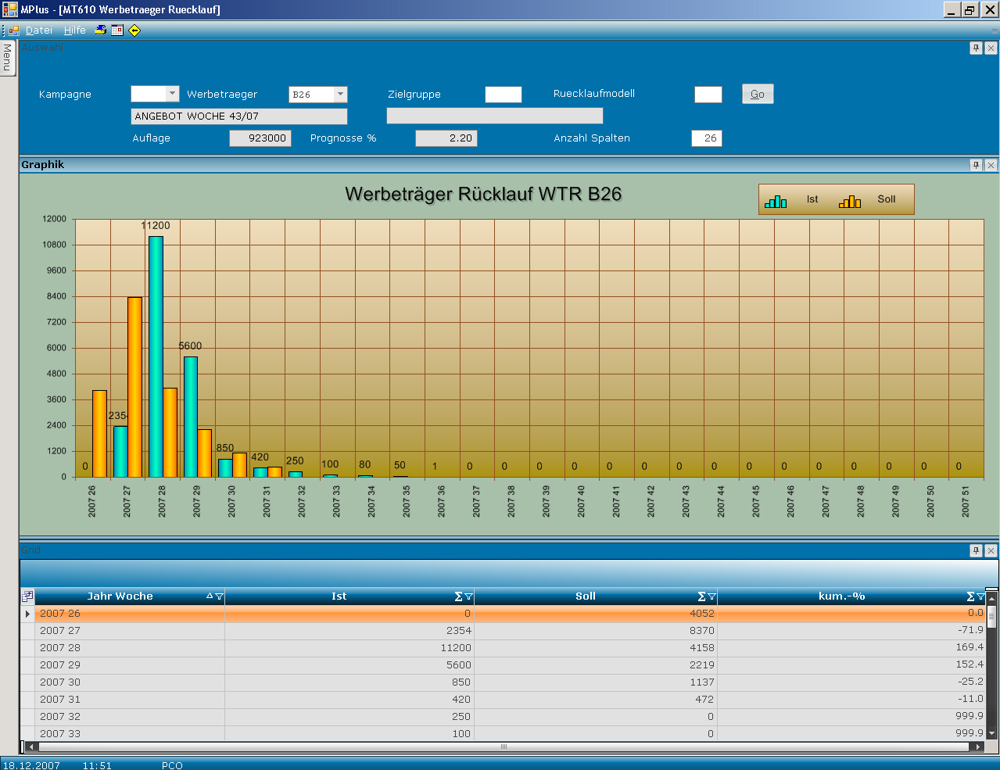 MPlus - [MT610 Werbetraeger Ruecklauf]
Datei Hilfe
Menu
Auswahl
Kampagne Werbetraeger B26 Zielgruppe Ruecklaufmodell Go
ANGEBOT WOCHE 43/07
Auflage 923000 Prognosse % 2.20 Anzahl Spalten 26
Graphik
Werbeträger Rücklauf WTR B26
Ist Soll
12000
10800
9600
8400
7200
6000
4800
3600
2400
1200
0
0 2354 11200 5600 850 420 250 100 80 50 1 0 0 0 0 0 0 0 0 0 0 0 0 0 0 0
2007 26 2007 27 2007 28 2007 29 2007 30 2007 31 2007 32 2007 33 2007 34 2007 35 2007 36 2007 37 2007 38 2007 39 2007 40 2007 41 2007 42 2007 43 2007 44 2007 45 2007 46 2007 47 2007 48 2007 49 2007 50 2007 51
Grid
Jahr Woche Ist Σ Soll Σ kum.-% Σ
2007 26 0 4052 0.0
2007 27 2354 8370 -71.9
2007 28 11200 4158 169.4
2007 29 5600 2219 152.4
2007 30 850 1137 -25.2
2007 31 420 472 -11.0
2007 32 250 0 999.9
2007 33 100 0 999.9
18.12.2007 11:51 PCO